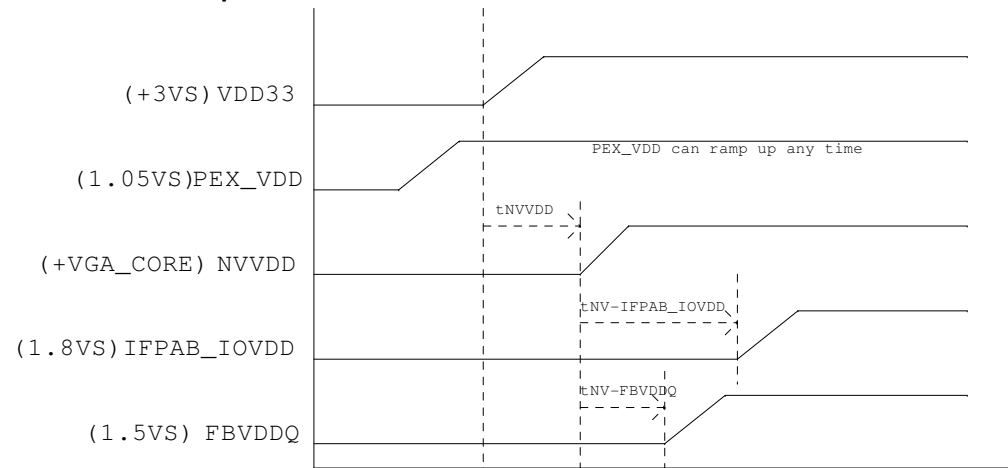 (+3VS) VDD33
PEX_VDD can ramp up any time
(1.05VS)PEX_VDD
tNVVDD
(+VGA_CORE) NVVDD
tNV-IFPAB_IOVDD
(1.8VS) IFPAB_IOVDD
tNV-FBVDDQ
(1.5VS) FBVDDQ